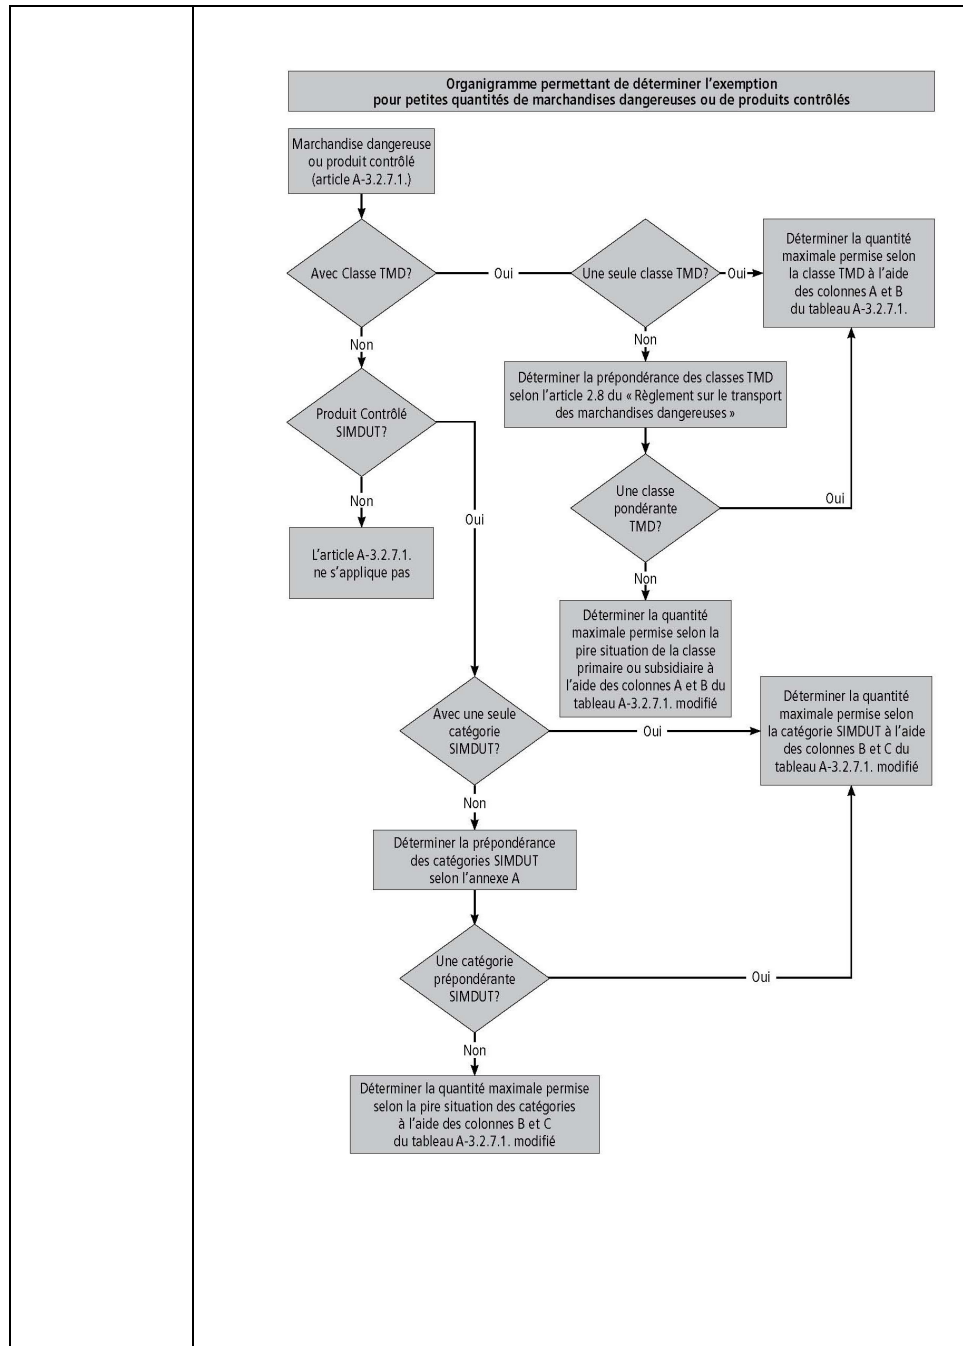 Organigramme permettant de déterminer l'exemption
pour petites quantités de marchandises dangereuses ou de produits contrôlés
Marchandise dangereuse
ou produit contrôlé
(article A-3.2.7.1.)
Avec Classe TMD?
Oui
Une seule classe TMD?
Oui
Déterminer la quantité
maximale permise selon
la classe TMD à l'aide
des colonnes A et B
du tableau A-3.2.7.1.
Non
Non
Produit Contrôlé
SIMDUT?
Déterminer la prépondérance des classes TMD
selon l'article 2.8 du « Règlement sur le transport
des marchandises dangereuses »
Une classe
pondérante
TMD?
Oui
Non
Oui
L'article A-3.2.7.1.
ne s'applique pas
Non
Déterminer la quantité
maximale permise selon la
pire situation de la classe
primaire ou subsidiaire à
l'aide des colonnes A et B du
tableau A-3.2.7.1. modifié
Avec une seule
catégorie
SIMDUT?
Oui
Déterminer la quantité
maximale permise selon
la catégorie SIMDUT à l'aide
des colonnes B et C du
tableau A-3.2.7.1. modifié
Non
Déterminer la prépondérance
des catégories SIMDUT
selon l'annexe A
Une catégorie
prépondérante
SIMDUT?
Oui
Non
Déterminer la quantité maximale permise
selon la pire situation des catégories
à l'aide des colonnes B et C
du tableau A-3.2.7.1. modifié